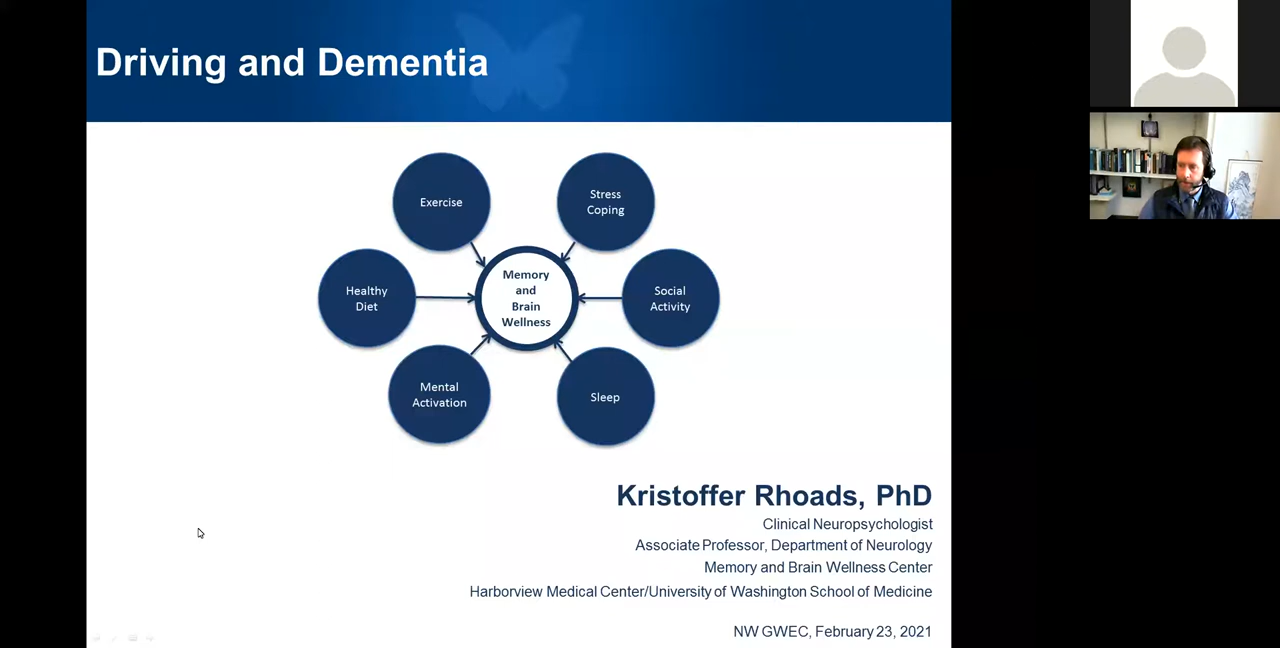 Driving and Dementia
Exercise
Stress
Coping
Healthy
Diet
Memory
and
Brain
Wellness
Social
Activity
Mental
Activation
Sleep
Kristoffer Rhoads, PhD
Clinical Neuropsychologist
Associate Professor, Department of Neurology
Memory and Brain Wellness Center
Harborview Medical Center/University of Washington School of Medicine
NW GWEC, February 23, 2021